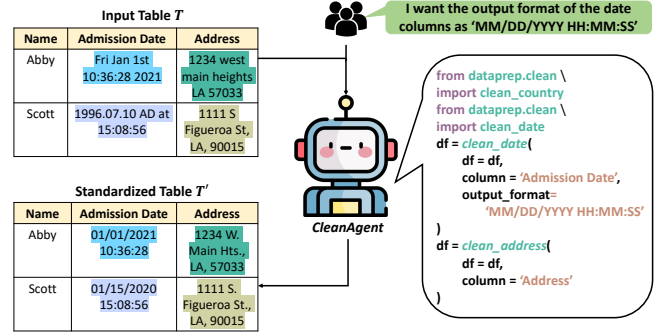 Input Table T
Name Admission Date Address
Abby
Fri Jan 1st
10:36:28 2021
1234 west
main heights
LA 57033
Scott
1996.07.10 AD at
15:08:56
1111 S
Figueroa St,
LA, 90015
I want the output format of the date
columns as ‘MM/DD/YYYY HH:MM:SS’
CleanAgent
from dataprep.clean \
import clean_country
from dataprep.clean \
import clean_date
df = clean_date(
df = df,
column = ‘Admission Date’,
output_format=
‘MM/DD/YYYY HH:MM:SS’
)
df = clean_address(
df = df,
column = ‘Address’
)
Standardized Table T′
Name Admission Date Address
Abby
01/01/2021
10:36:28
1234 W.
Main Hts.,
LA, 57033
Scott
01/15/2020
15:08:56
1111 S.
Figueroa St.,
LA, 90015